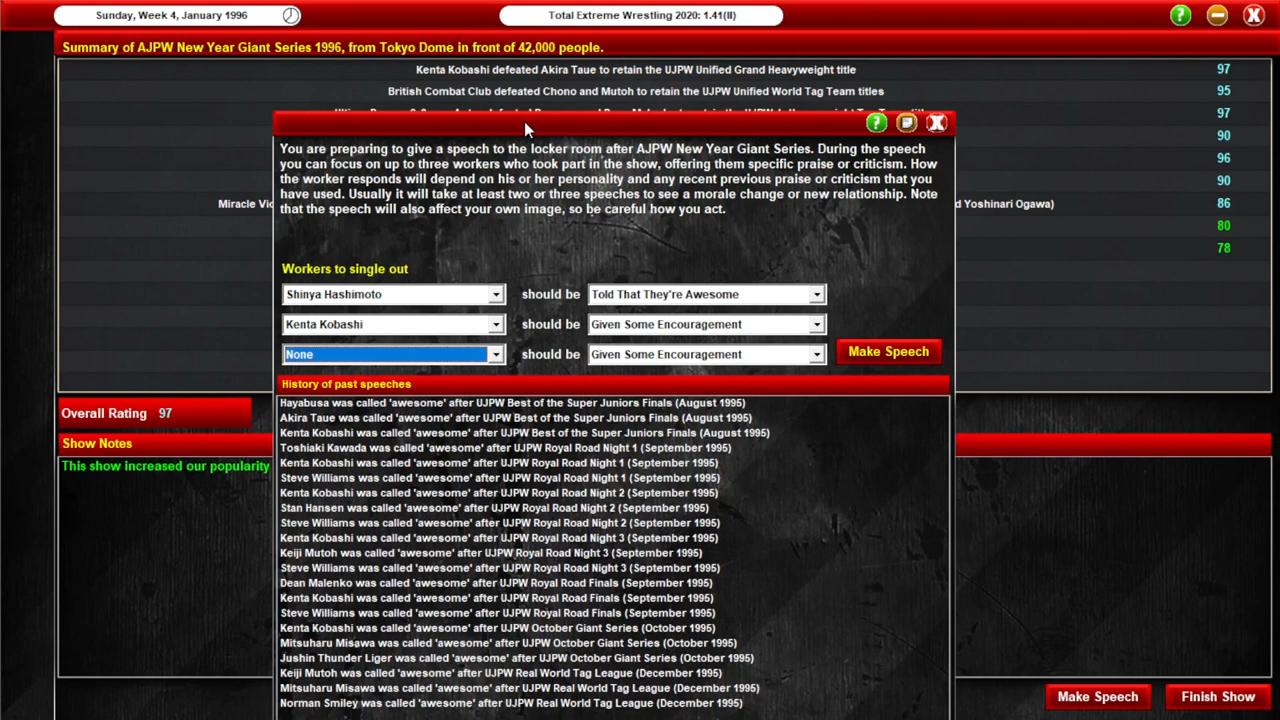 Sunday, Week 4, January 1996
Total Extreme Wrestling 2020: 1.41(II)
Summary of AJPW New Year Giant Series 1996, from Tokyo Dome in front of 42,000 people.
Kenta Kobashi defeated Akira Taue to retain the UJPW Unified Grand Heavyweight title 97
British Combat Club defeated Chono and Mutoh to retain the UJPW Unified World Tag Team titles 95
97
90
96
90
Miracle Vi d Yoshinari Ogawa) 86
80
78
You are preparing to give a speech to the locker room after AJPW New Year Giant Series. During the speech
you can focus on up to three workers who took part in the show, offering them specific praise or criticism. How
the worker responds will depend on his or her personality and any recent previous praise or criticism that you
have used. Usually it will take at least two or three speeches to see a morale change or new relationship. Note
that the speech will also affect your own image, so be careful how you act.
Workers to single out
Shinya Hashimoto should be Told That They're Awesome
Kenta Kobashi should be Given Some Encouragement
None should be Given Some Encouragement Make Speech
History of past speeches
Hayabusa was called 'awesome' after UJPW Best of the Super Juniors Finals (August 1995)
Akira Taue was called 'awesome' after UJPW Best of the Super Juniors Finals (August 1995)
Kenta Kobashi was called 'awesome' after UJPW Best of the Super Juniors Finals (August 1995)
Toshiaki Kawada was called 'awesome' after UJPW Royal Road Night 1 (September 1995)
Kenta Kobashi was called 'awesome' after UJPW Royal Road Night 1 (September 1995)
Steve Williams was called 'awesome' after UJPW Royal Road Night 1 (September 1995)
Kenta Kobashi was called 'awesome' after UJPW Royal Road Night 2 (September 1995)
Stan Hansen was called 'awesome' after UJPW Royal Road Night 2 (September 1995)
Steve Williams was called 'awesome' after UJPW Royal Road Night 2 (September 1995)
Kenta Kobashi was called 'awesome' after UJPW Royal Road Night 3 (September 1995)
Keiji Mutoh was called 'awesome' after UJPW Royal Road Night 3 (September 1995)
Steve Williams was called 'awesome' after UJPW Royal Road Night 3 (September 1995)
Dean Malenko was called 'awesome' after UJPW Royal Road Finals (September 1995)
Kenta Kobashi was called 'awesome' after UJPW Royal Road Finals (September 1995)
Steve Williams was called 'awesome' after UJPW Royal Road Finals (September 1995)
Kenta Kobashi was called 'awesome' after UJPW October Giant Series (October 1995)
Mitsuharu Misawa was called 'awesome' after UJPW October Giant Series (October 1995)
Jushin Thunder Liger was called 'awesome' after UJPW October Giant Series (October 1995)
Keiji Mutoh was called 'awesome' after UJPW Real World Tag League (December 1995)
Mitsuharu Misawa was called 'awesome' after UJPW Real World Tag League (December 1995)
Norman Smiley was called 'awesome' after UJPW Real World Tag League (December 1995)
Overall Rating 97
Show Notes
This show increased our popularity
Make Speech
Finish Show